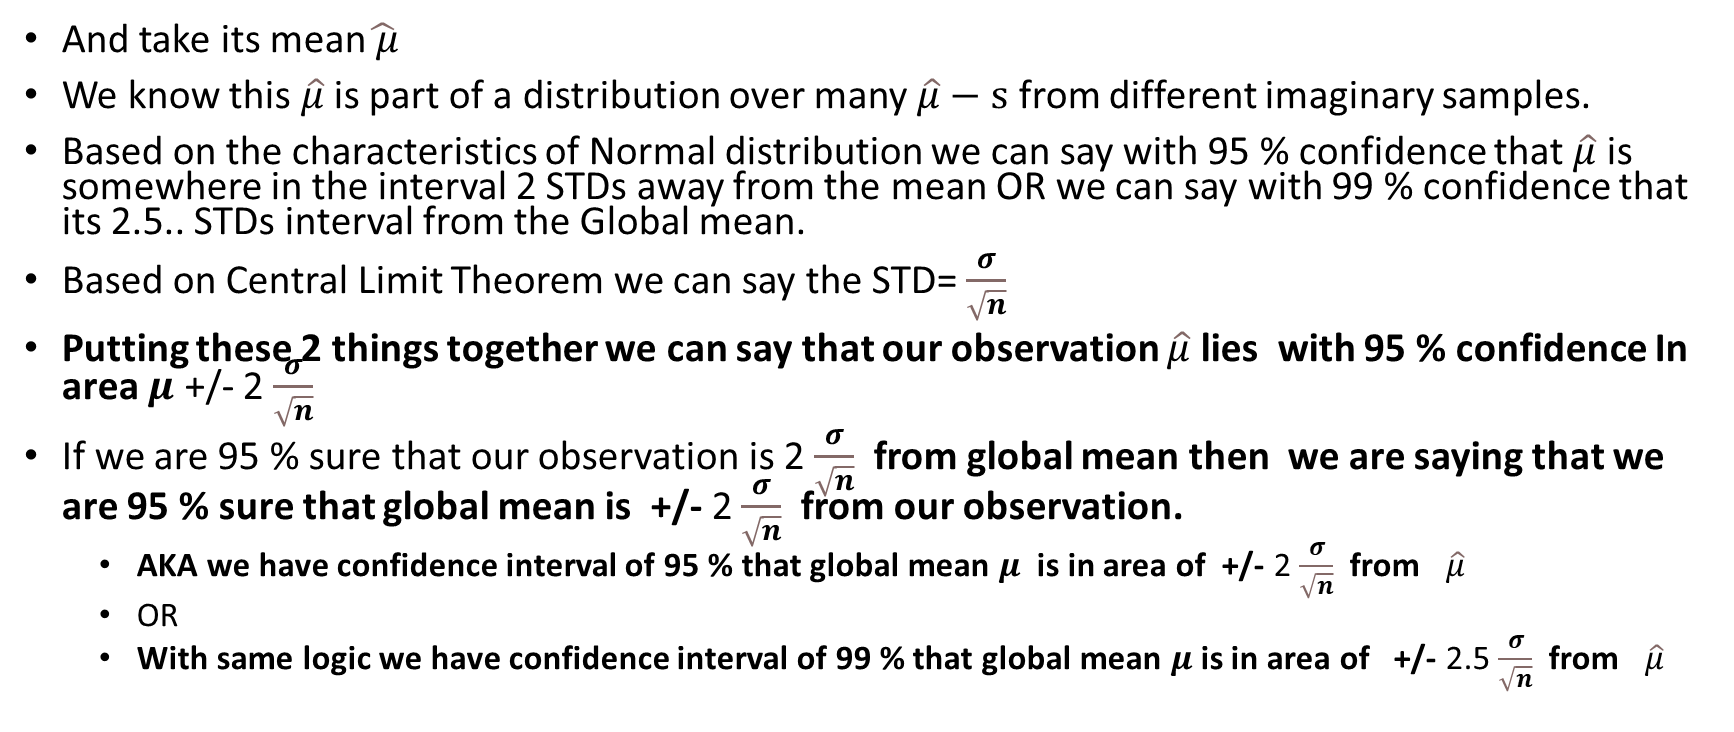 • And take its mean μ̂
• We know this μ̂ is part of a distribution over many μ̂ − s from different imaginary samples.
• Based on the characteristics of Normal distribution we can say with 95 % confidence that μ̂ is
somewhere in the interval 2 STDs away from the mean OR we can say with 99 % confidence that
its 2.5.. STDs interval from the Global mean.
• Based on Central Limit Theorem we can say the STD= σ/√n
• Putting these 2 things together we can say that our observation μ̂ lies with 95 % confidence In
area μ +/- 2 σ/√n
• If we are 95 % sure that our observation is 2 σ/√n from global mean then we are saying that we
are 95 % sure that global mean is +/- 2 σ/√n from our observation.
• AKA we have confidence interval of 95 % that global mean μ is in area of +/- 2 σ/√n from μ̂
• OR
• With same logic we have confidence interval of 99 % that global mean μ is in area of +/- 2.5 σ/√n from μ̂